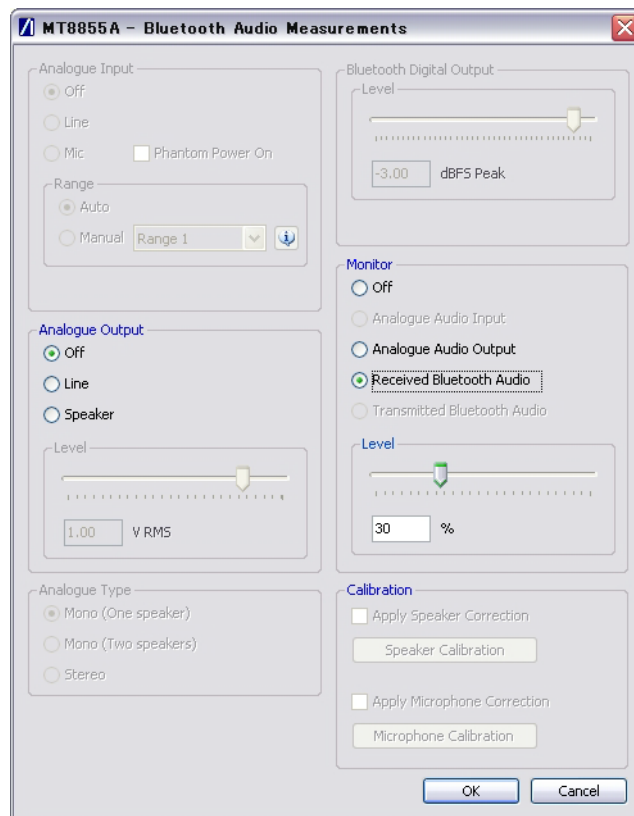 MT8855A - Bluetooth Audio Measurements
Analogue Input
Off
Line
Mic
Phantom Power On
Range
Auto
Manual
Range 1
Analogue Output
Off
Line
Speaker
Level
1.00
V RMS
Analogue Type
Mono (One speaker)
Mono (Two speakers)
Stereo
Bluetooth Digital Output
Level
-3.00
dBFS Peak
Monitor
Off
Analogue Audio Input
Analogue Audio Output
Received Bluetooth Audio
Transmitted Bluetooth Audio
Level
30
%
Calibration
Apply Speaker Correction
Speaker Calibration
Apply Microphone Correction
Microphone Calibration
OK
Cancel